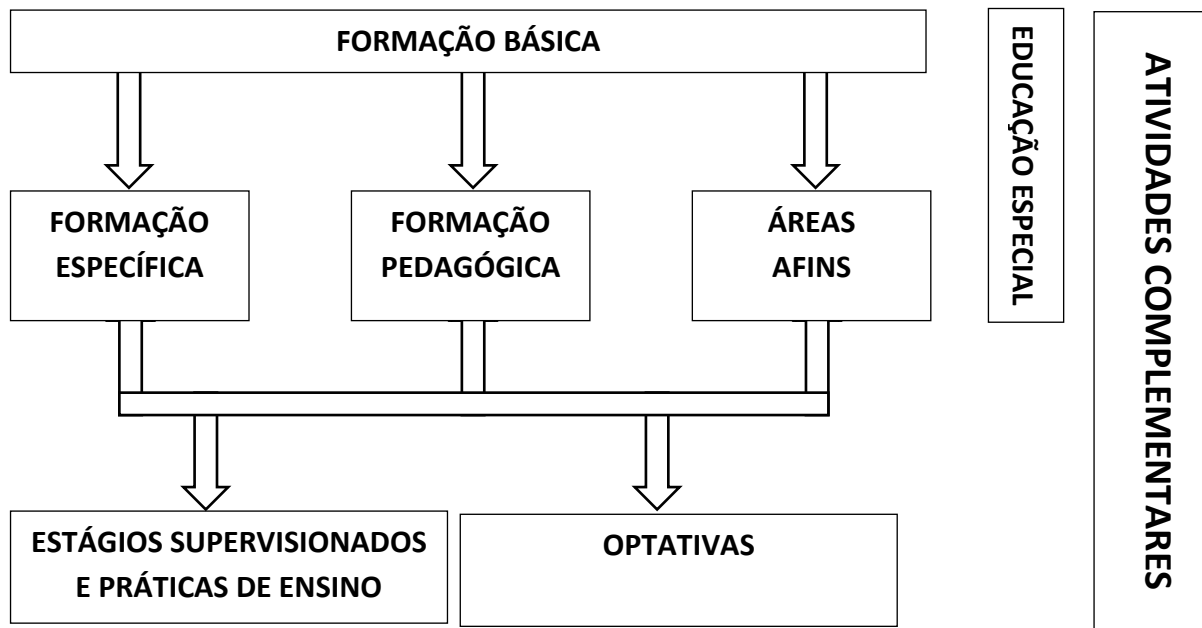 FORMAÇÃO BÁSICA
FORMAÇÃO
ESPECÍFICA
FORMAÇÃO
PEDAGÓGICA
ÁREAS
AFINS
ESTÁGIOS SUPERVISIONADOS
E PRÁTICAS DE ENSINO
OPTATIVAS
EDUCAÇÃO ESPECIAL
ATIVIDADES COMPLEMENTARES